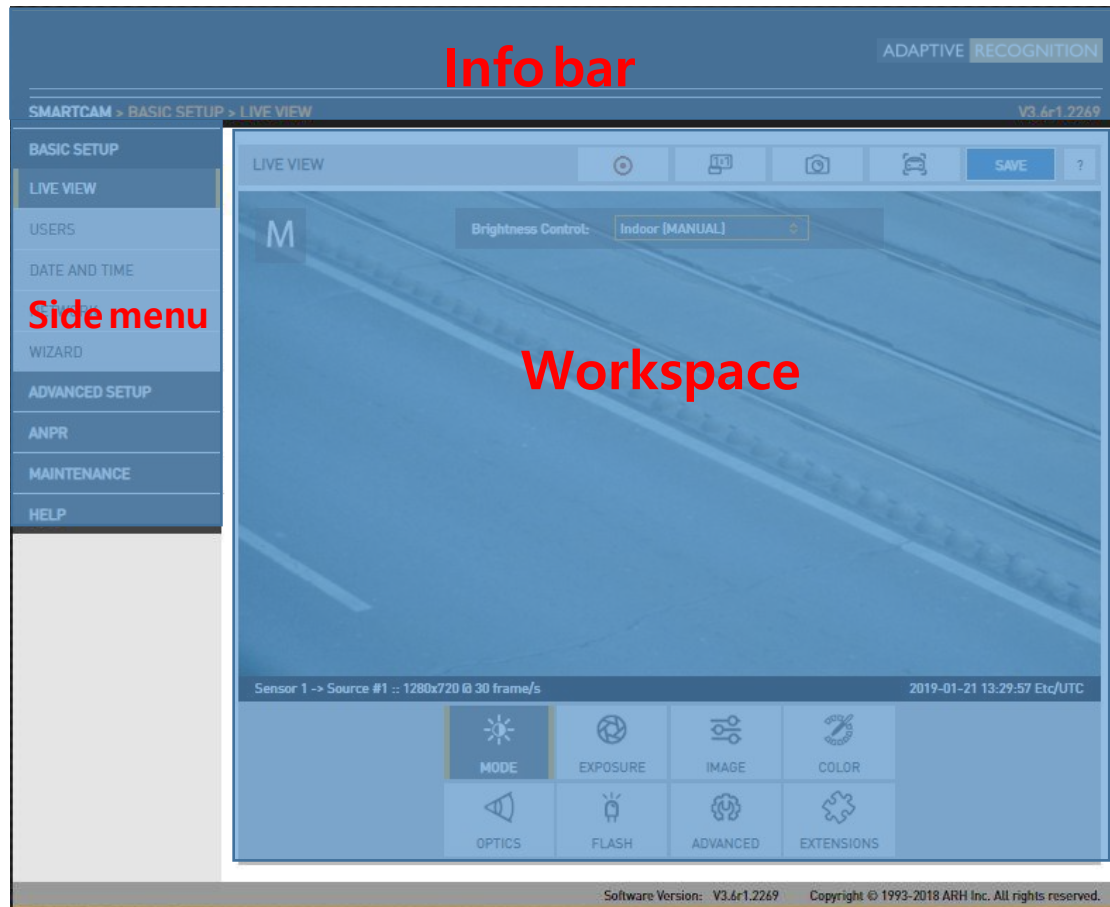 Info bar
ADAPTIVE RECOGNITION
SMARTCAM > BASIC SETUP > LIVE VIEW
V3.6r1.2269
BASIC SETUP
LIVE VIEW
USERS
DATE AND TIME
NETWORK
Side menu
WIZARD
ADVANCED SETUP
ANPR
MAINTENANCE
HELP
LIVE VIEW
1:1
SAVE
?
M
Brightness Control: Indoor [MANUAL]
Workspace
Sensor 1 -> Source #1 :: 1280x720 @ 30 frame/s
2019-01-21 13:29:57 Etc/UTC
MODE
EXPOSURE
IMAGE
COLOR
OPTICS
FLASH
ADVANCED
EXTENSIONS
Software Version: V3.6r1.2269
Copyright © 1993-2018 ARH Inc. All rights reserved.